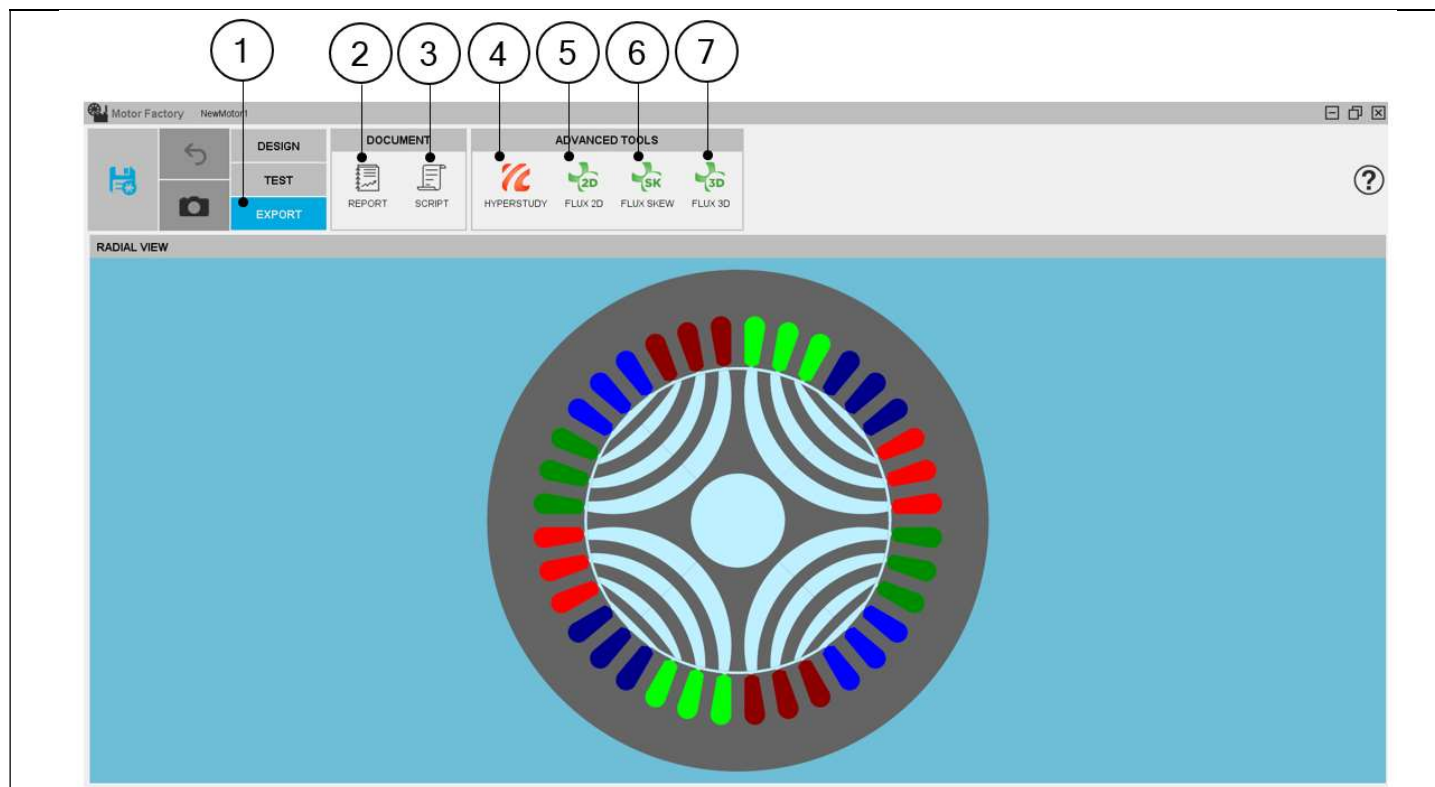 1 2 3 4 5 6 7
Motor Factory NewMotor1
DESIGN DOCUMENT ADVANCED TOOLS
TEST
2D SK 3D
REPORT SCRIPT HYPERSTUDY FLUX 2D FLUX SKEW FLUX 3D
EXPORT
?
RADIAL VIEW